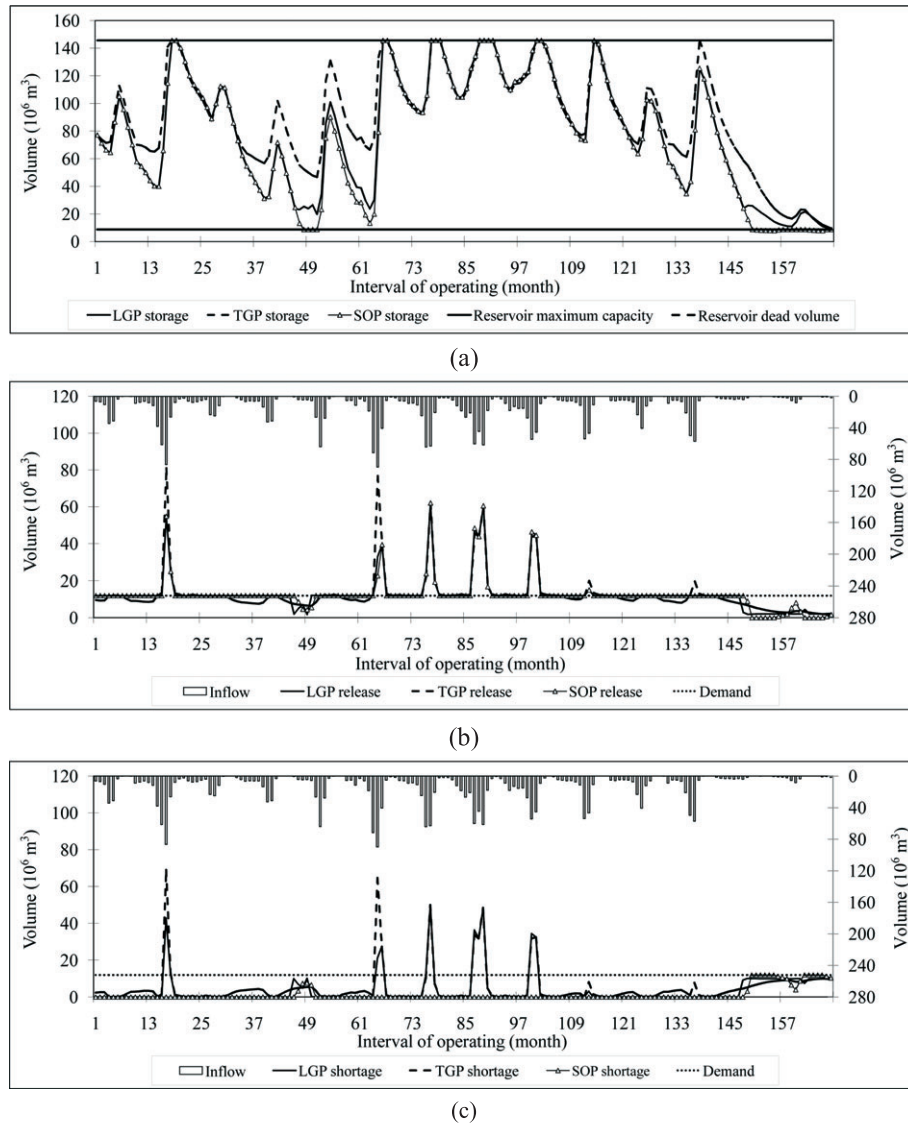 160
140
120
100
80
60
40
20
0
Volume (10⁶ m³)
1 13 25 37 49 61 73 85 97 109 121 133 145 157
Interval of operating (month)
LGP storage TGP storage SOP storage Reservoir maximum capacity Reservoir dead volume
(a)
120
100
80
60
40
20
0
Volume (10⁶ m³)
0
40
80
120
160
200
240
280
Volume (10⁶ m³)
1 13 25 37 49 61 73 85 97 109 121 133 145 157
Interval of operating (month)
Inflow LGP release TGP release SOP release Demand
(b)
120
100
80
60
40
20
0
Volume (10⁶ m³)
0
40
80
120
160
200
240
280
Volume (10⁶ m³)
1 13 25 37 49 61 73 85 97 109 121 133 145 157
Interval of operating (month)
Inflow LGP shortage TGP shortage SOP shortage Demand
(c)